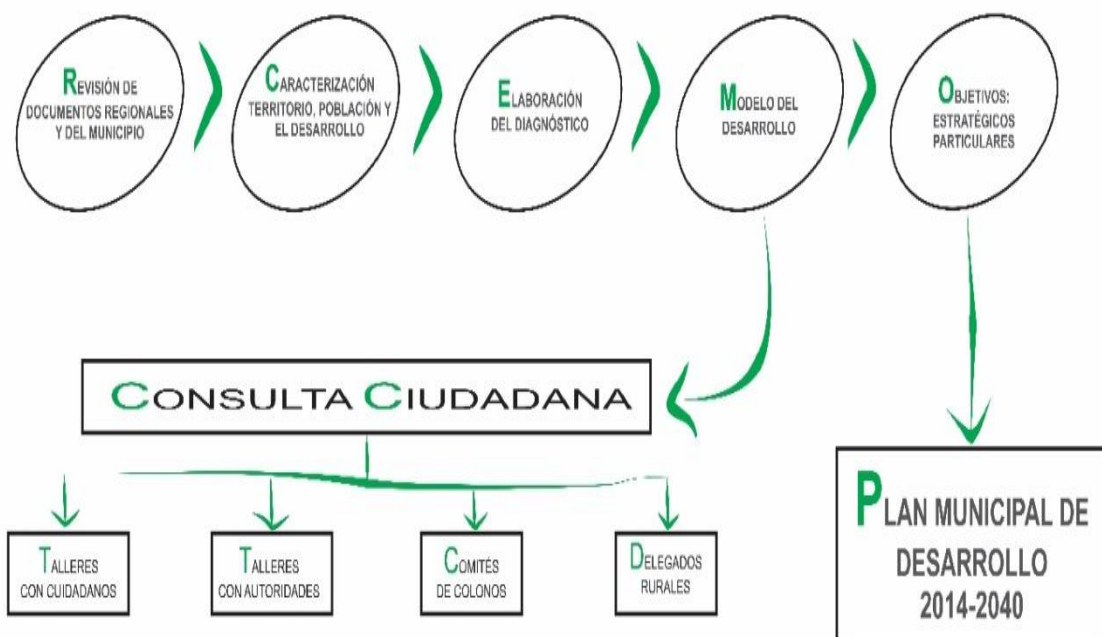 REVISIÓN DE
DOCUMENTOS REGIONALES
Y DEL MUNICIPIO
CARACTERIZACIÓN
TERRITORIO, POBLACIÓN Y
EL DESARROLLO
ELABORACIÓN
DEL DIAGNÓSTICO
MODELO DEL
DESARROLLO
OBJETIVOS:
ESTRATÉGICOS
PARTICULARES
CONSULTA CIUDADANA
TALLERES
CON CUIDADANOS
TALLERES
CON AUTORIDADES
COMITÉS
DE COLONOS
DELEGADOS
RURALES
PLAN MUNICIPAL DE
DESARROLLO
2014-2040